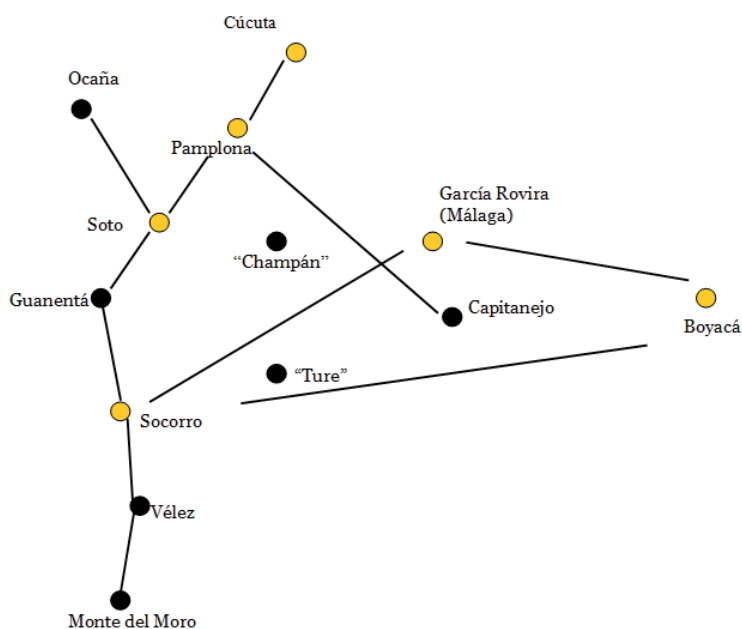 Cúcuta
Ocaña
Pamplona
García Rovira
(Málaga)
Soto
“Champán”
Guanentá
Capitanejo
Boyacá
“Ture”
Socorro
Vélez
Monte del Moro